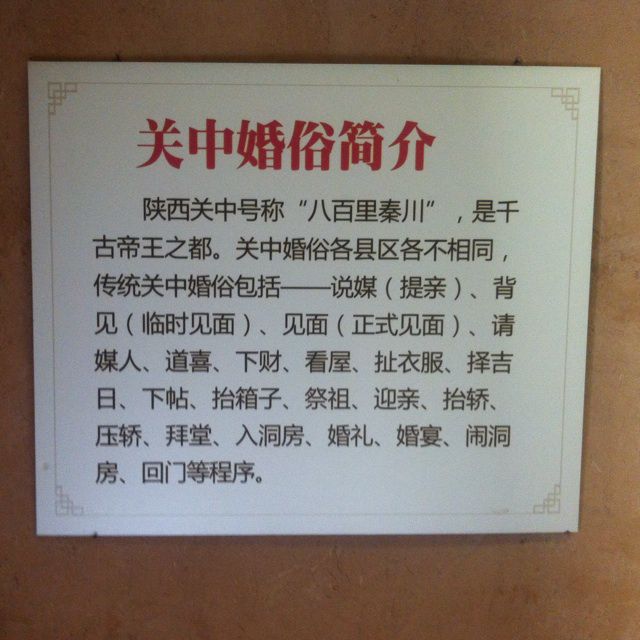 关中婚俗简介
陕西关中号称“八百里秦川”，是千
古帝王之都。关中婚俗各县区各不相同，
传统关中婚俗包括——说媒（提亲）、背
见（临时见面）、见面（正式见面）、请
媒人、道喜、下财、看屋、扯衣服、择吉
日、下帖、抬箱子、祭祖、迎亲、抬轿、
压轿、拜堂、入洞房、婚礼、婚宴、闹洞
房、回门等程序。